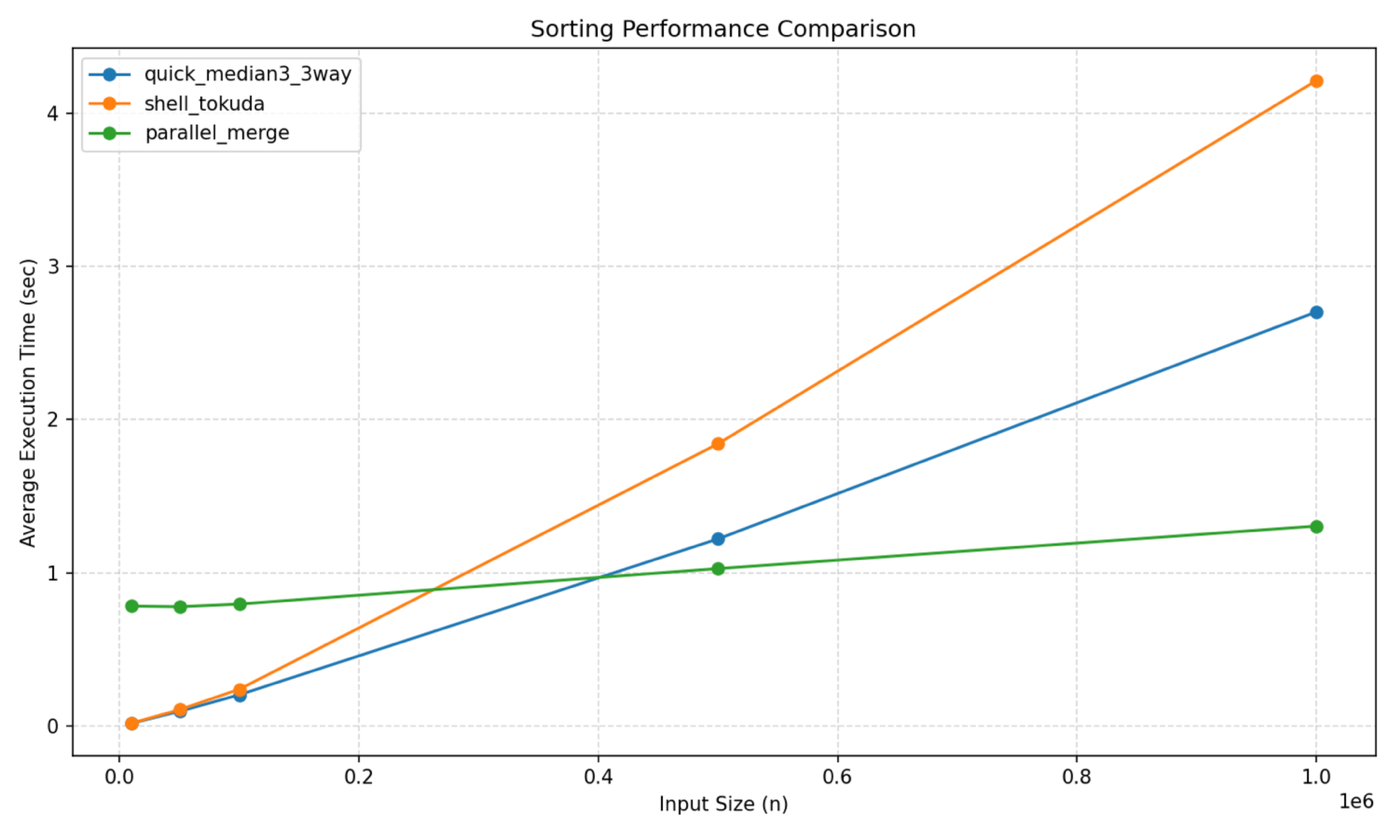 Sorting Performance Comparison
quick_median3_3way
shell_tokuda
parallel_merge
Average Execution Time (sec)
4
3
2
1
0
0.0 0.2 0.4 0.6 0.8 1.0
1e6
Input Size (n)